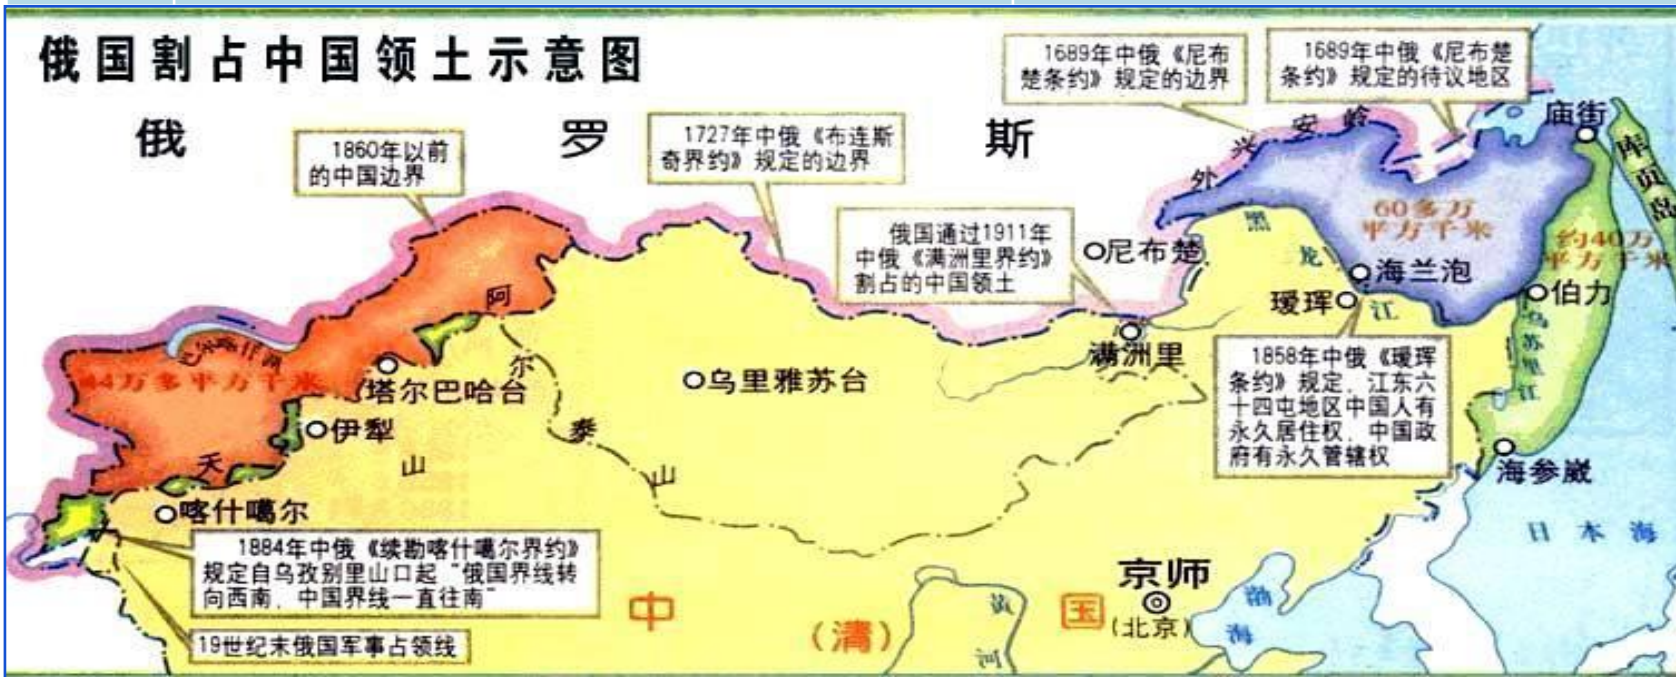 俄国割占中国领土示意图
俄罗斯
1860年以前
的中国边界
1727年中俄《布连斯
奇界约》规定的边界
1689年中俄《尼布
楚条约》规定的边界
1689年中俄《尼布楚
条约》规定的待议地区
俄国通过1911年
中俄《满洲里界约》
割占的中国领土
外兴安岭
庙街
库页岛
60多万
平方千米
约40万
平方千米
黑龙江
尼布楚
海兰泡
瑷珲
伯力
乌苏里江
满洲里
1858年中俄《瑷珲
条约》规定,江东六
十四屯地区中国人有
永久居住权,中国政
府有永久管辖权
海参崴
日本海
巴尔喀什湖
44万多平方千米
塔尔巴哈台
伊犁
阿尔泰山
乌里雅苏台
天山
喀什噶尔
1884年中俄《续勘喀什噶尔界约》
规定自乌孜别里山口起“俄国界线转
向西南,中国界线一直往南”
19世纪末俄国军事占领线
中国
(清)
京师
(北京)
黄河
渤海